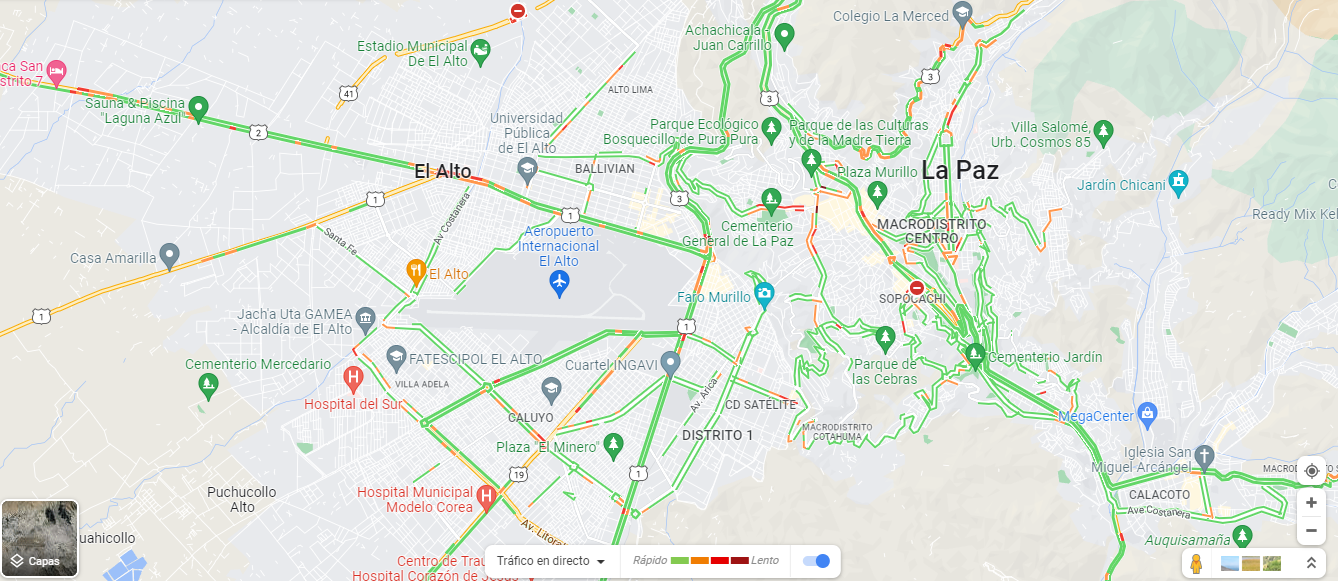 Colegio La Merced
Achachicala -
Juan Carrillo
Estadio Municipal
De El Alto
ca San
strito 7
3
41
ALTO LIMA
3
Sauna & Piscina
"Laguna Azul"
Universidad
Pública
de El Alto
Parque Ecológico
Bosquecillo de Pura Pura
Parque de las Culturas
y de la Madre Tierra
Villa Salomé,
Urb. Cosmos 85
2
El Alto
BALLIVIAN
Plaza Murillo
La Paz
Jardín Chicani
1
3
1
Av Costanera
Ready Mix Kel
Santa Fe
Aeropuerto
Internacional
El Alto
Cementerio
General de La Paz
MACRODISTRITO
CENTRO
Casa Amarilla
El Alto
Faro Murillo
SOPOCACHI
1
Jach'a Uta GAMEA
- Alcaldía de El Alto
1
Cementerio Mercedario
FATESCIPOL EL ALTO
Cuartel INGAVI
Parque de
las Cebras
Cementerio Jardín
VILLA ADELA
Av. Arica
Hospital del Sur
CALUYO
CD SATÉLITE
MegaCenter
DISTRITO 1
MACRODISTRITO
COTAHUMA
Plaza "El Minero"
Iglesia San
Miguel Arcángel
19
1
MACRODISTRITO S
Puchucollo
Alto
Hospital Municipal
Modelo Corea
CALACOTO
Ave Costanera
uahicollo
Av. Litora
Auquisamaña
Capas
Centro de Trau
Hospital Corazón de Jesús
Tráfico en directo
Rápido
Lento